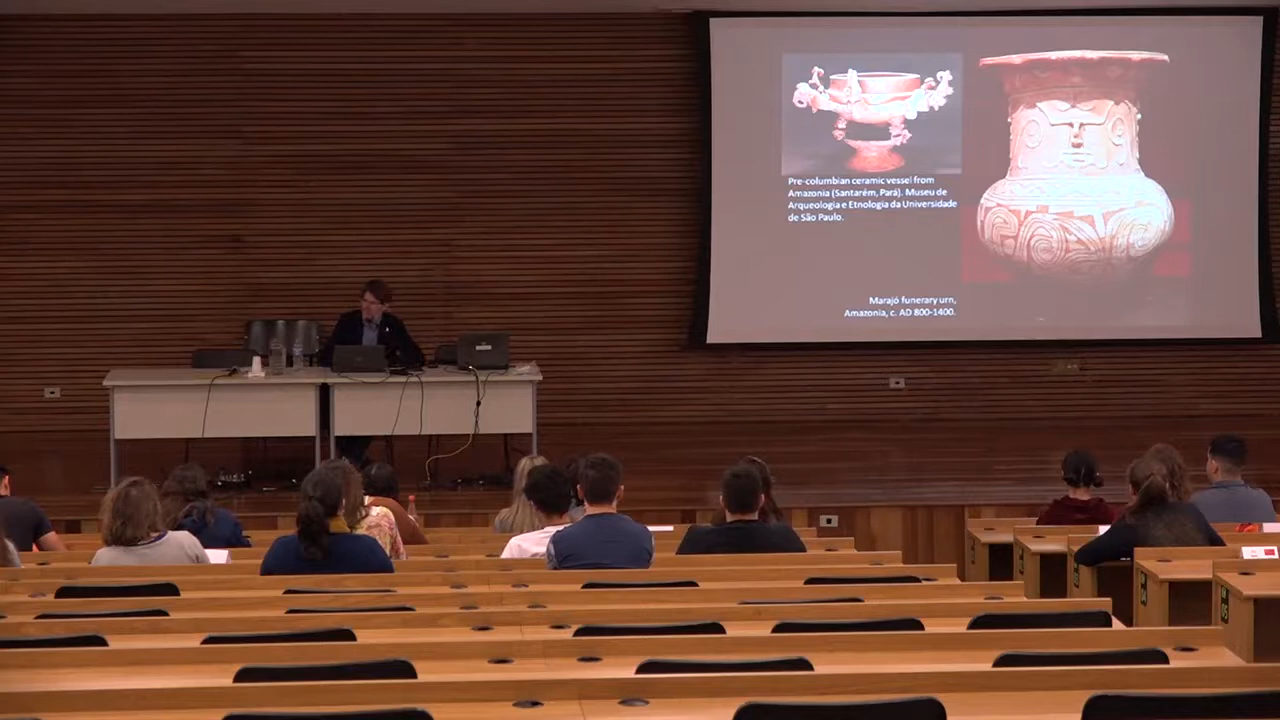 Pre-columbian ceramic vessel from
Amazonia (Santarém, Pará). Museu de
Arqueologia e Etnologia da Universidade
de São Paulo.
Marajó funerary urn,
Amazonia, c. AD 800-1400.
05